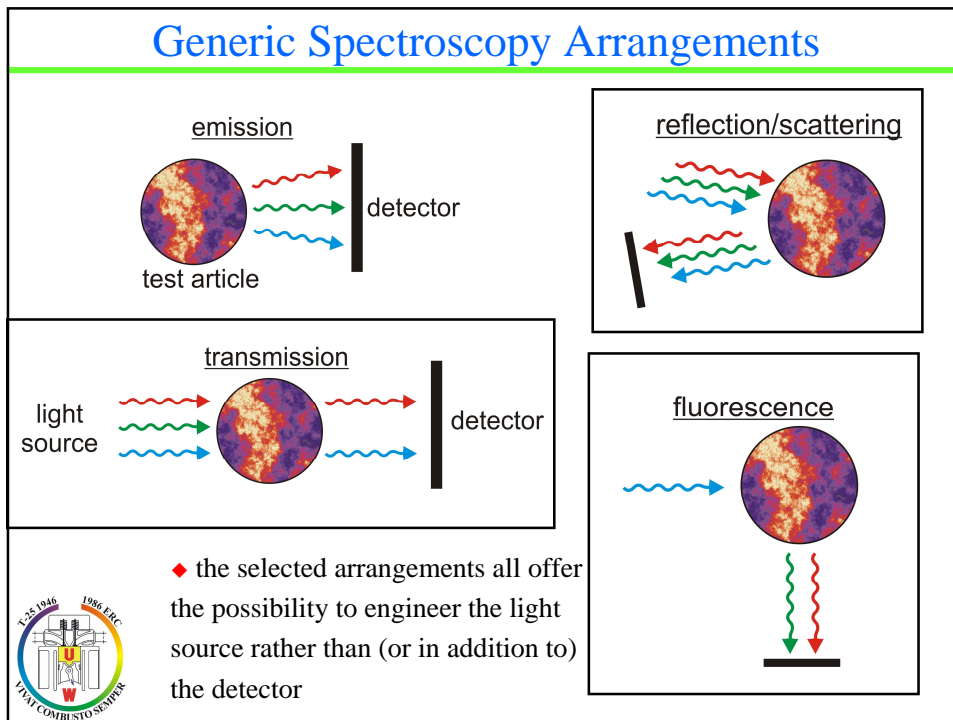 Generic Spectroscopy Arrangements
emission
detector
test article
reflection/scattering
transmission
light
source
detector
fluorescence
◆ the selected arrangements all offer
the possibility to engineer the light
source rather than (or in addition to)
the detector
T-25 1946
1986 ERC
U
W
VIVAT COMBUSTO SEMPER